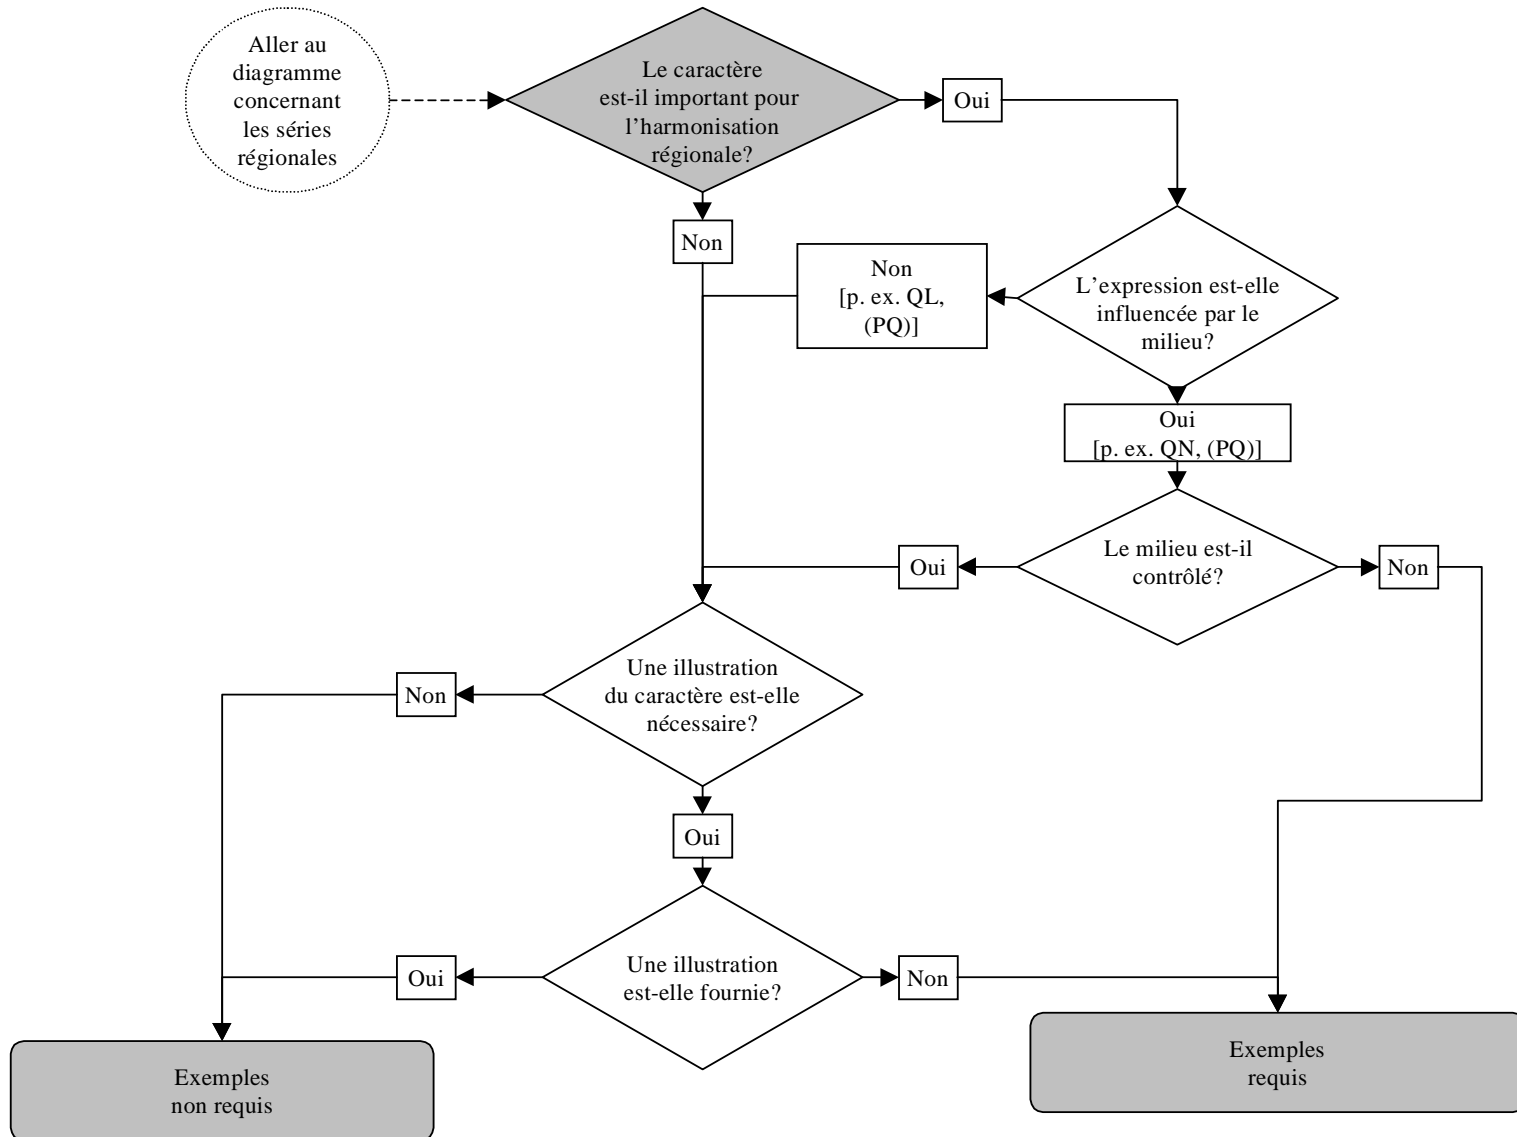 Aller au
diagramme
concernant
les séries
régionales
Le caractère
est-il important pour
l'harmonisation
régionale?
Oui
Non
Non
[p. ex. QL,
(PQ)]
L'expression est-elle
influencée par le
milieu?
Oui
[p. ex. QN, (PQ)]
Oui
Le milieu est-il
contrôlé?
Non
Non
Une illustration
du caractère est-elle
nécessaire?
Oui
Oui
Une illustration
est-elle fournie?
Non
Exemples
non requis
Exemples
requis